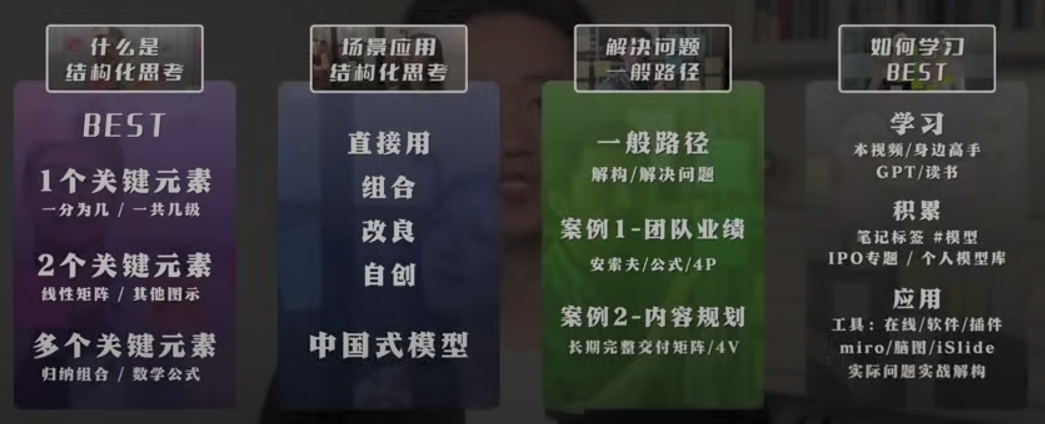 什么是
结构化思考
BEST
1个关键元素
一分为几 / 一共几级
2个关键元素
线性矩阵 / 其他图示
多个关键元素
归纳组合 / 数学公式
场景应用
结构化思考
直接用
组合
改良
自创
中国式模型
解决问题
一般路径
一般路径
解构/解决问题
案例1-团队业绩
安索夫/公式/4P
案例2-内容规划
长期完整交付矩阵/4V
如何学习
BEST
学习
本视频/身边高手
GPT/读书
积累
笔记标签 #模型
IPO专题 / 个人模型库
应用
工具：在线/软件/插件
miro/脑图/iSlide
实际问题实战解构